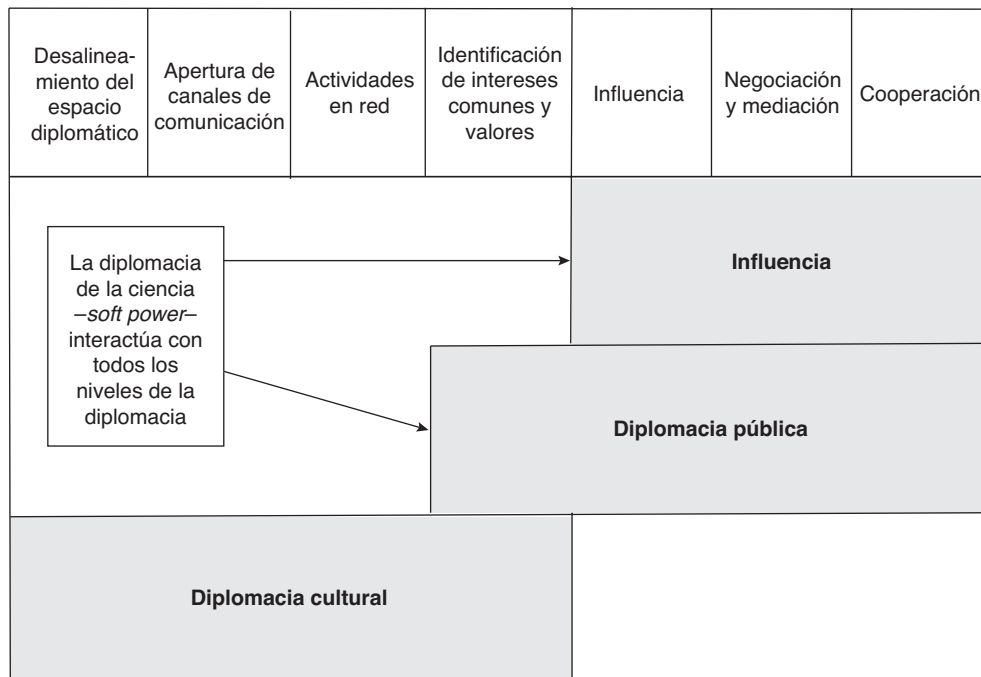 Desalinea-
miento del
espacio
diplomático
Apertura de
canales de
comunicación
Actividades
en red
Identificación
de intereses
comunes y
valores
Influencia
Negociación
y mediación
Cooperación
La diplomacia
de la ciencia
–soft power–
interactúa con
todos los
niveles de la
diplomacia
Influencia
Diplomacia pública
Diplomacia cultural